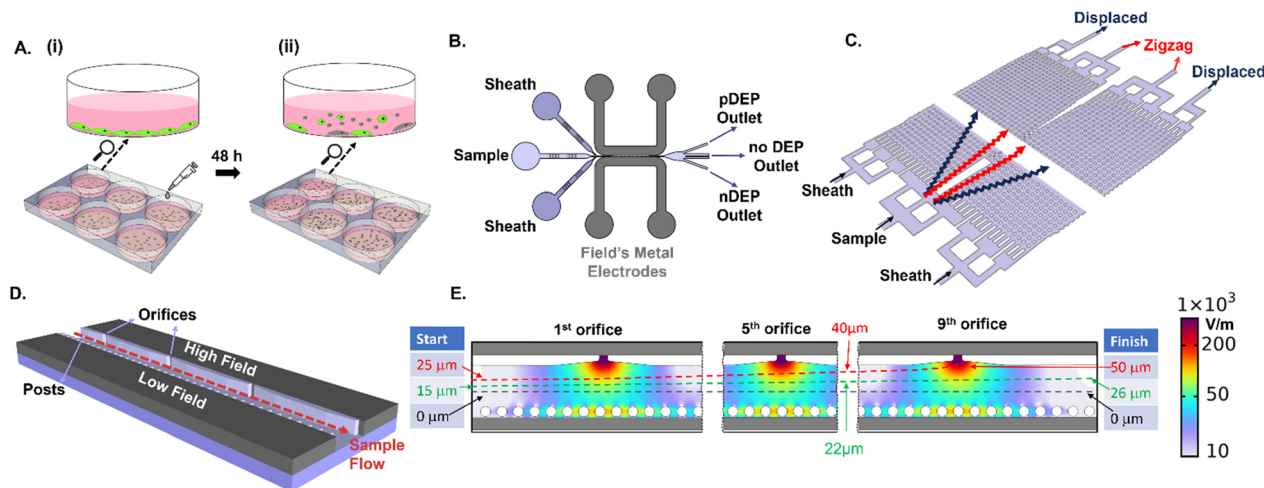 A. (i)
(ii)
48 h
B.
Sheath
Sample
Sheath
pDEP
Outlet
no DEP
Outlet
nDEP
Outlet
Field's Metal
Electrodes
C.
Displaced
Zigzag
Displaced
Sheath
Sample
Sheath
D.
Orifices
High Field
Posts
Low Field
Sample
Flow
E.
1st orifice
5th orifice
40μm
9th orifice
Start
25 μm
15 μm
0 μm
22μm
Finish
50 μm
26 μm
0 μm
1×10³
V/m
200
50
10